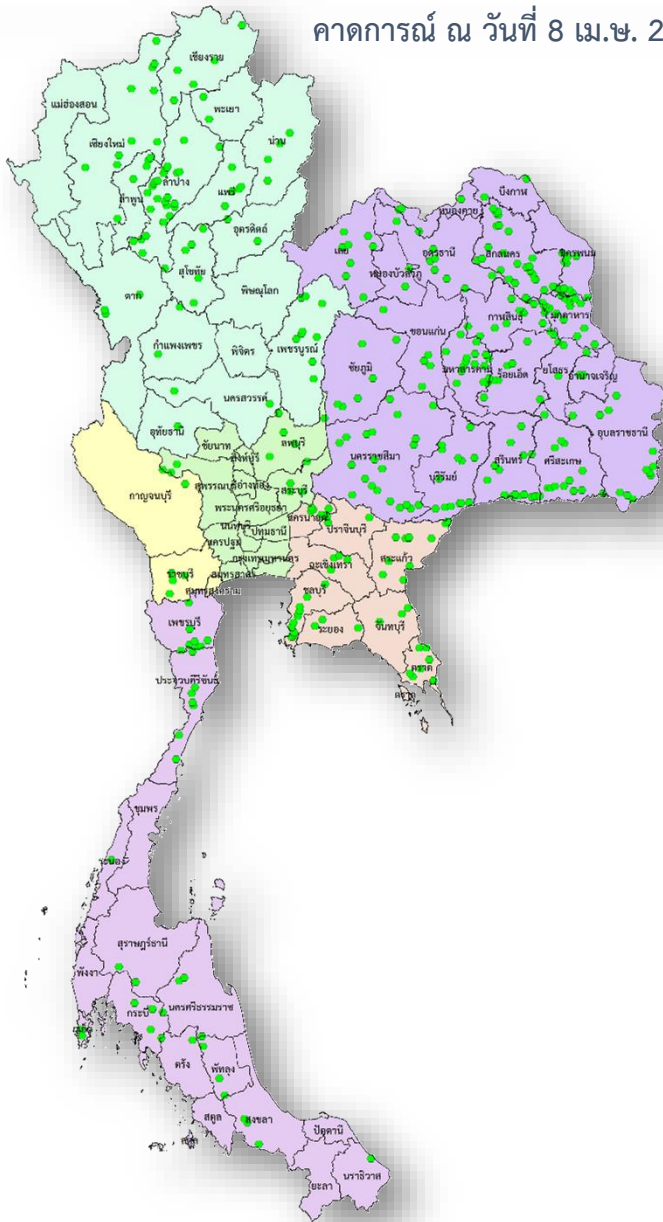 คาดการณ์ ณ วันที่ 8 เม.ษ. 2
เชียงราย
แม่ฮ่องสอน
พะเยา
เชียงใหม่
น่าน
ลำปาง
แพร่
ลำพูน
อุตรดิตถ์
สุโขทัย
ตาก
พิษณุโลก
กำแพงเพชร
พิจิตร
เพชรบูรณ์
นครสวรรค์
อุทัยธานี
บึงกาฬ
หนองคาย
เลย
อุดรธานี
สกลนคร
นครพนม
หนองบัวลำภู
กาฬสินธุ์
มุกดาหาร
ขอนแก่น
ชัยภูมิ
มหาสารคาม
ร้อยเอ็ด
ยโสธร
อำนาจเจริญ
อุบลราชธานี
นครราชสีมา
บุรีรัมย์
สุรินทร์
ศรีสะเกษ
ชัยนาท
ลพบุรี
สิงห์บุรี
กาญจนบุรี
สุพรรณบุรี
อ่างทอง
สระบุรี
พระนครศรีอยุธยา
นครนายก
ปราจีนบุรี
นนทบุรี
ปทุมธานี
นครปฐม
กรุงเทพมหานคร
ฉะเชิงเทรา
สระแก้ว
ราชบุรี
สมุทรสาคร
สมุทรสงคราม
ชลบุรี
ระยอง
จันทบุรี
เพชรบุรี
ตราด
ตราด
ประจวบคีรีขันธ์
ชุมพร
ระนอง
สุราษฎร์ธานี
พังงา
กระบี่
นครศรีธรรมราช
ตรัง
พัทลุง
สตูล
สงขลา
ปัตตานี
ยะลา
นราธิวาส